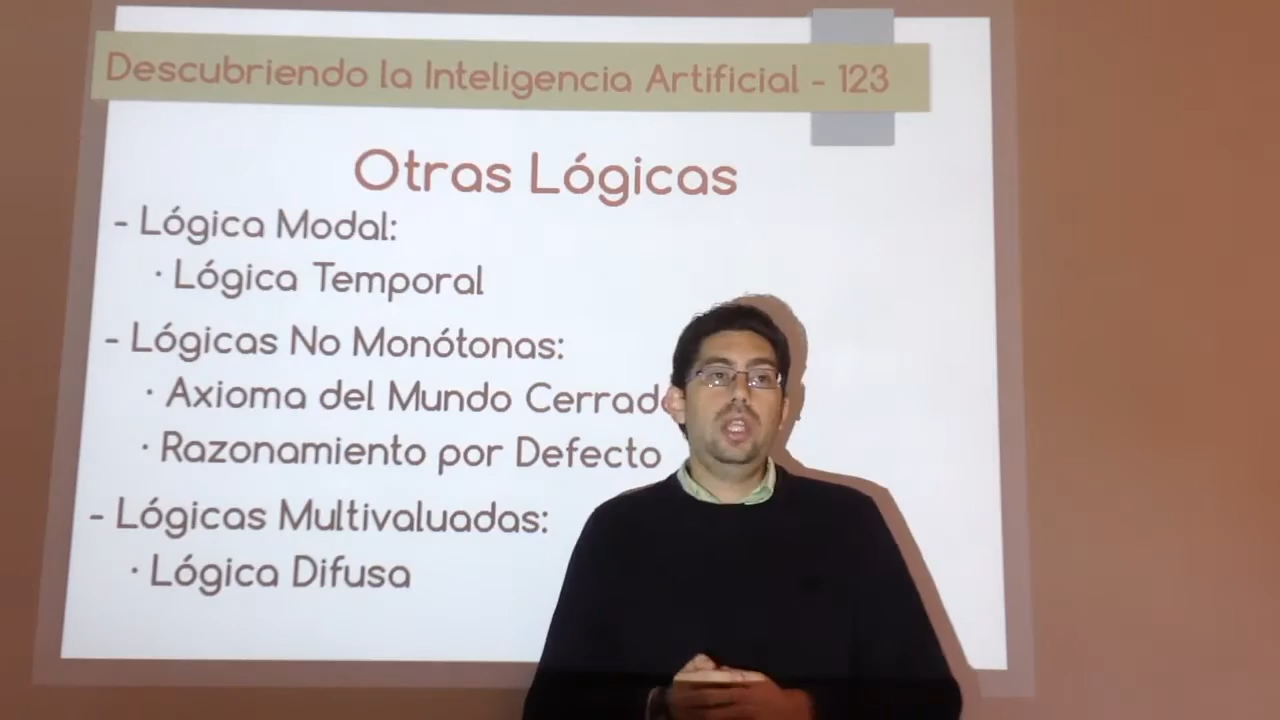 Descubriendo la Inteligencia Artificial - 123
Otras Lógicas
- Lógica Modal:
· Lógica Temporal
- Lógicas No Monótonas:
· Axioma del Mundo Cerrado
· Razonamiento por Defecto
- Lógicas Multivaluadas:
· Lógica Difusa